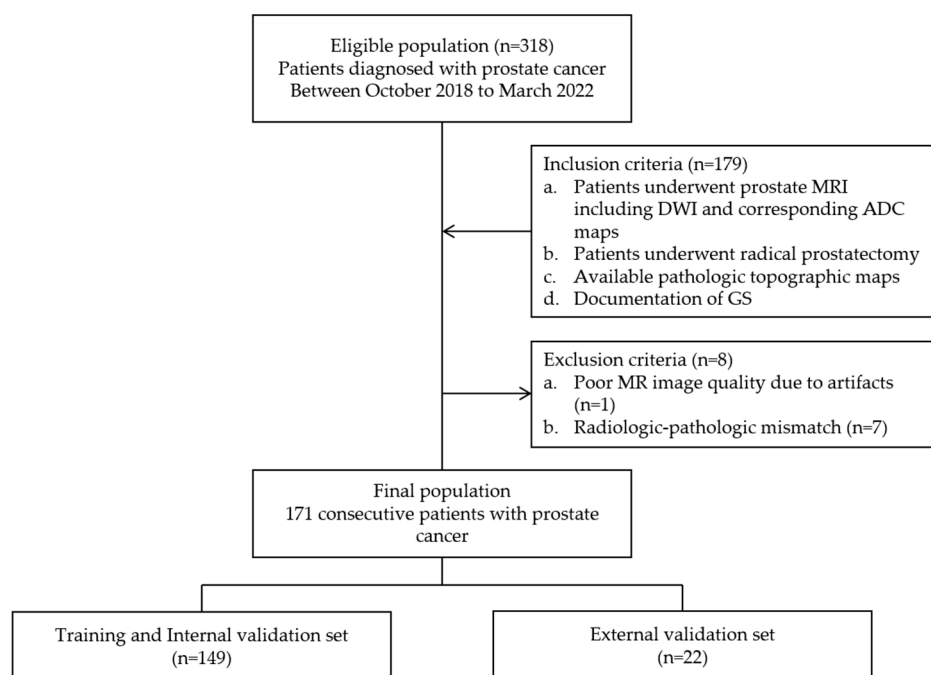 Eligible population (n=318)
Patients diagnosed with prostate cancer
Between October 2018 to March 2022
Inclusion criteria (n=179)
a. Patients underwent prostate MRI
including DWI and corresponding ADC
maps
b. Patients underwent radical prostatectomy
c. Available pathologic topographic maps
d. Documentation of GS
Exclusion criteria (n=8)
a. Poor MR image quality due to artifacts
(n=1)
b. Radiologic-pathologic mismatch (n=7)
Final population
171 consecutive patients with prostate
cancer
Training and Internal validation set
(n=149)
External validation set
(n=22)